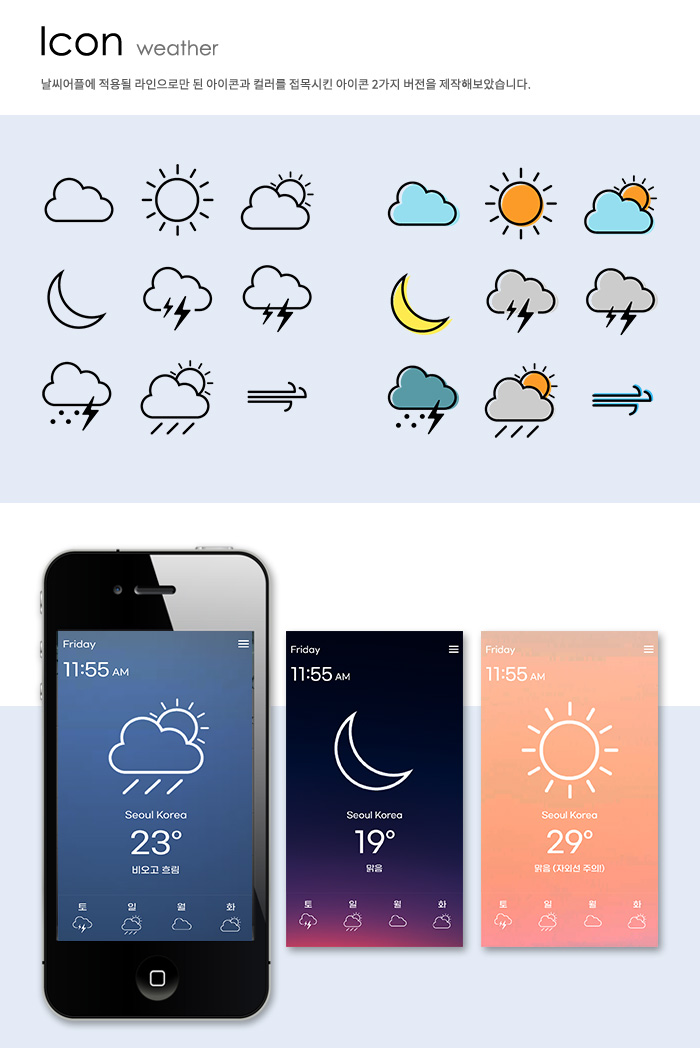 Icon weather
날씨어플에 적용될 라인으로만 된 아이콘과 컬러를 접목시킨 아이콘 2가지 버전을 제작해보았습니다.
Friday
11:55 AM
Seoul Korea
23°
비오고 흐림
토 일 월 화
Friday
11:55 AM
Seoul Korea
19°
맑음
토 일 월 화
Friday
11:55 AM
Seoul Korea
29°
맑음 (자외선 주의!)
토 일 월 화